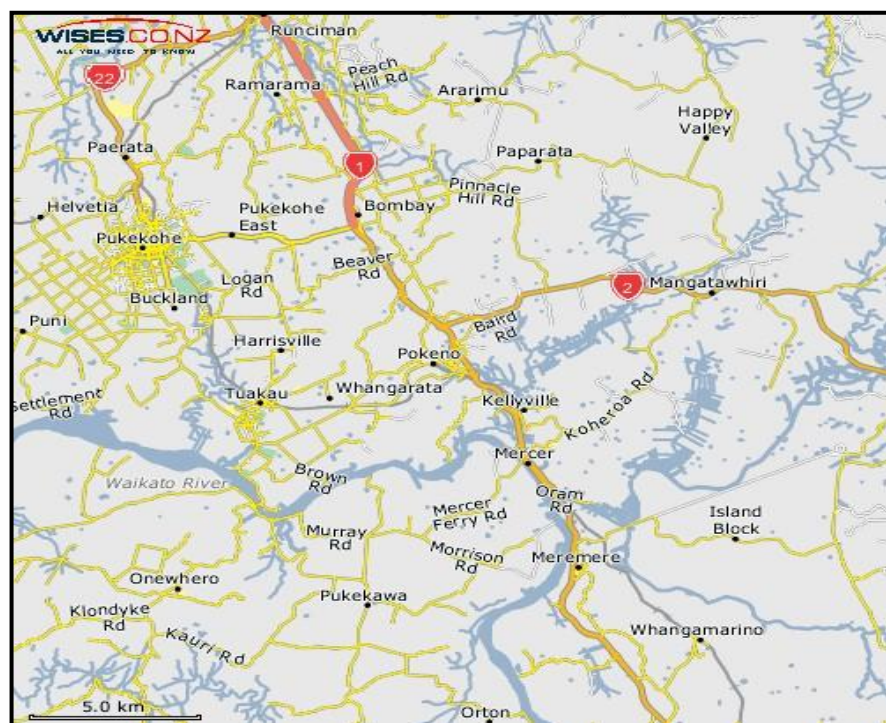 WISES.CO.NZ
ALL YOU NEED TO KNOW
Runciman
22
Ramarama
Peach
Hill Rd
Ararimu
Happy
Valley
Paerata
1
Paparata
Pinnacle
Hill Rd
Helvetia
Pukekohe
East
Bombay
Pukekohe
Beaver
Rd
Logan
Rd
2
Mangatawhiri
Buckland
Puni
Baird
Rd
Harrisville
Pokeno
Whangarata
Tuakau
Settlement
Rd
Kellyville
Koheroa Rd
Mercer
Brown
Rd
Waikato River
Oram
Rd
Mercer
Ferry Rd
Island
Block
Murray
Rd
Morrison
Rd
Meremere
Onewhero
Pukekawa
Klondyke
Rd
Kauri Rd
Whangamarino
5.0 km
Orton